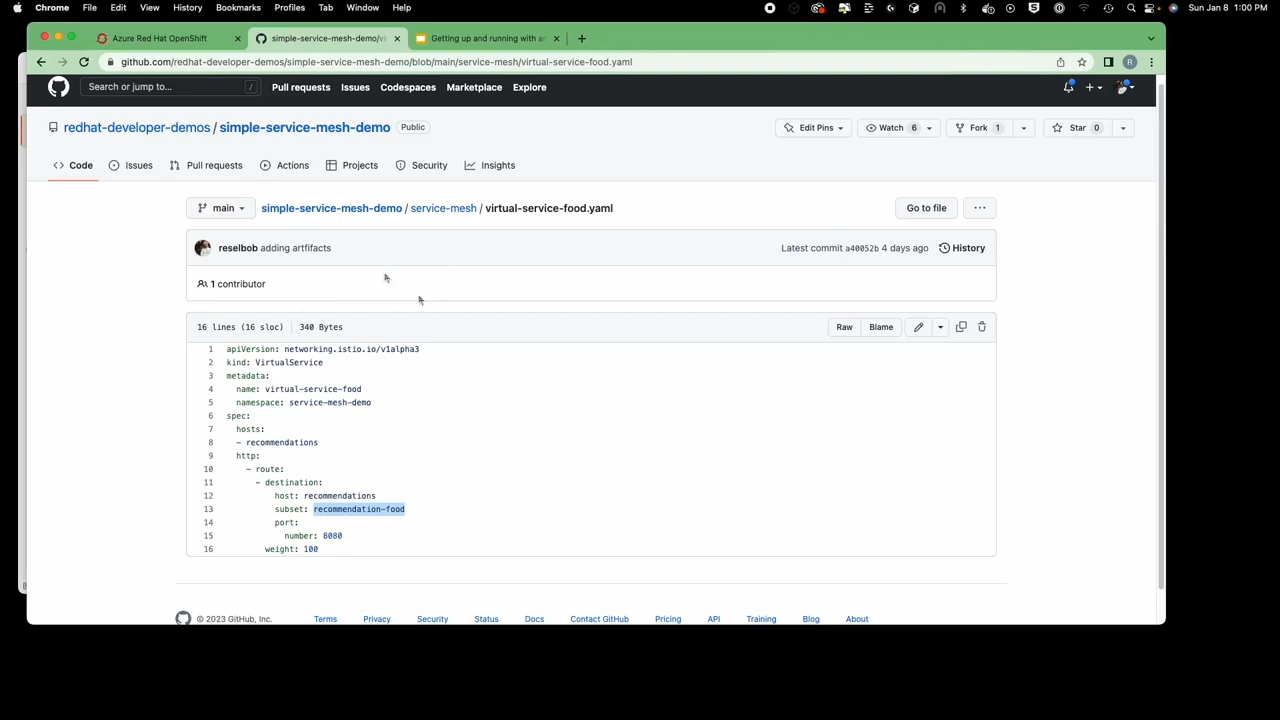 Chrome File Edit View History Bookmarks Profiles Tab Window Help Sun Jan 8 1:00 PM
Azure Red Hat OpenShift simple-service-mesh-demo/vi Getting up and running with an
github.com/redhat-developer-demos/simple-service-mesh-demo/blob/main/service-mesh/virtual-service-food.yaml R
Search or jump to... / Pull requests Issues Codespaces Marketplace Explore
redhat-developer-demos / simple-service-mesh-demo Public Edit Pins Watch 6 Fork 1 Star 0
Code Issues Pull requests Actions Projects Security Insights
main simple-service-mesh-demo / service-mesh / virtual-service-food.yaml Go to file ...
reselbob adding artfifacts Latest commit a40052b 4 days ago History
1 contributor
16 lines (16 sloc) 340 Bytes Raw Blame
1 apiVersion: networking.istio.io/v1alpha3
2 kind: VirtualService
3 metadata:
4 name: virtual-service-food
5 namespace: service-mesh-demo
6 spec:
7 hosts:
8 - recommendations
9 http:
10 - route:
11 - destination:
12 host: recommendations
13 subset: recommendation-food
14 port:
15 number: 8080
16 weight: 100
© 2023 GitHub, Inc. Terms Privacy Security Status Docs Contact GitHub Pricing API Training Blog About